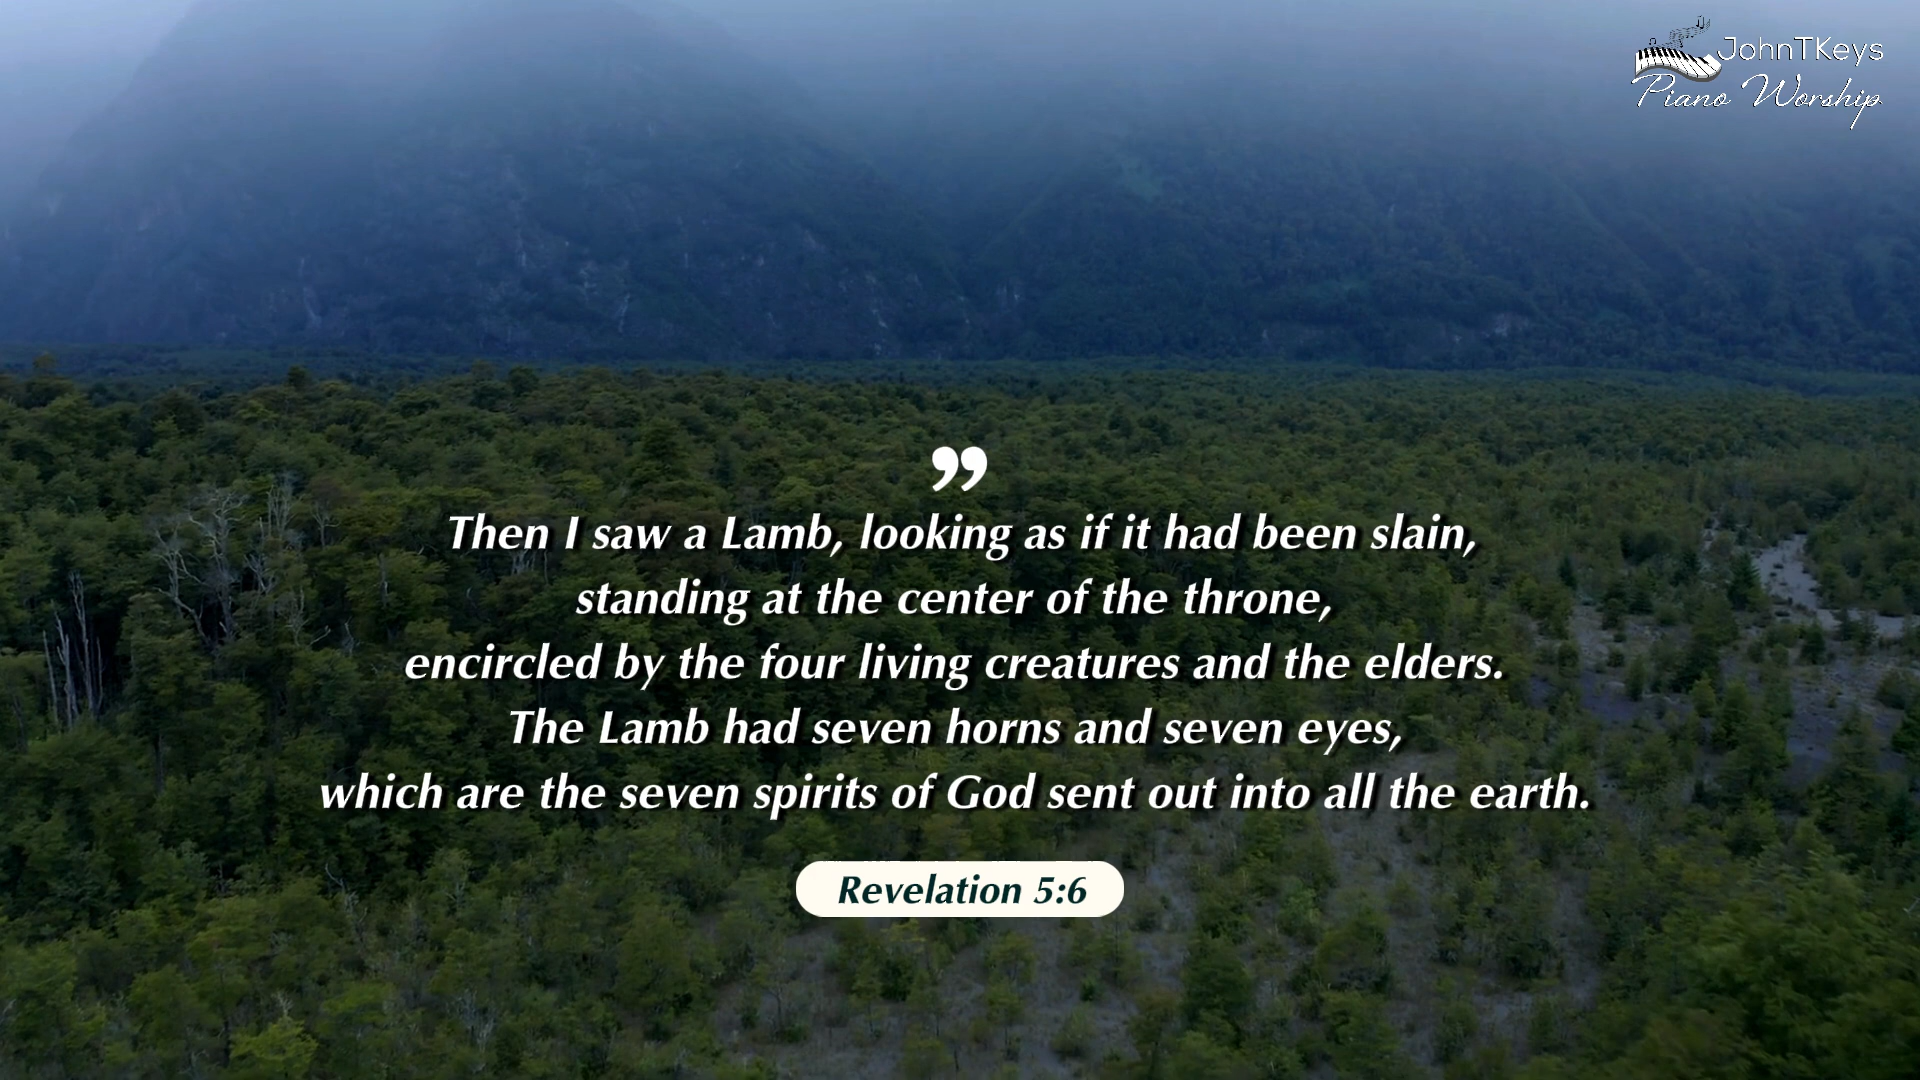 JohnTKeys
Piano Worship
”
Then I saw a Lamb, looking as if it had been slain,
standing at the center of the throne,
encircled by the four living creatures and the elders.
The Lamb had seven horns and seven eyes,
which are the seven spirits of God sent out into all the earth.
Revelation 5:6